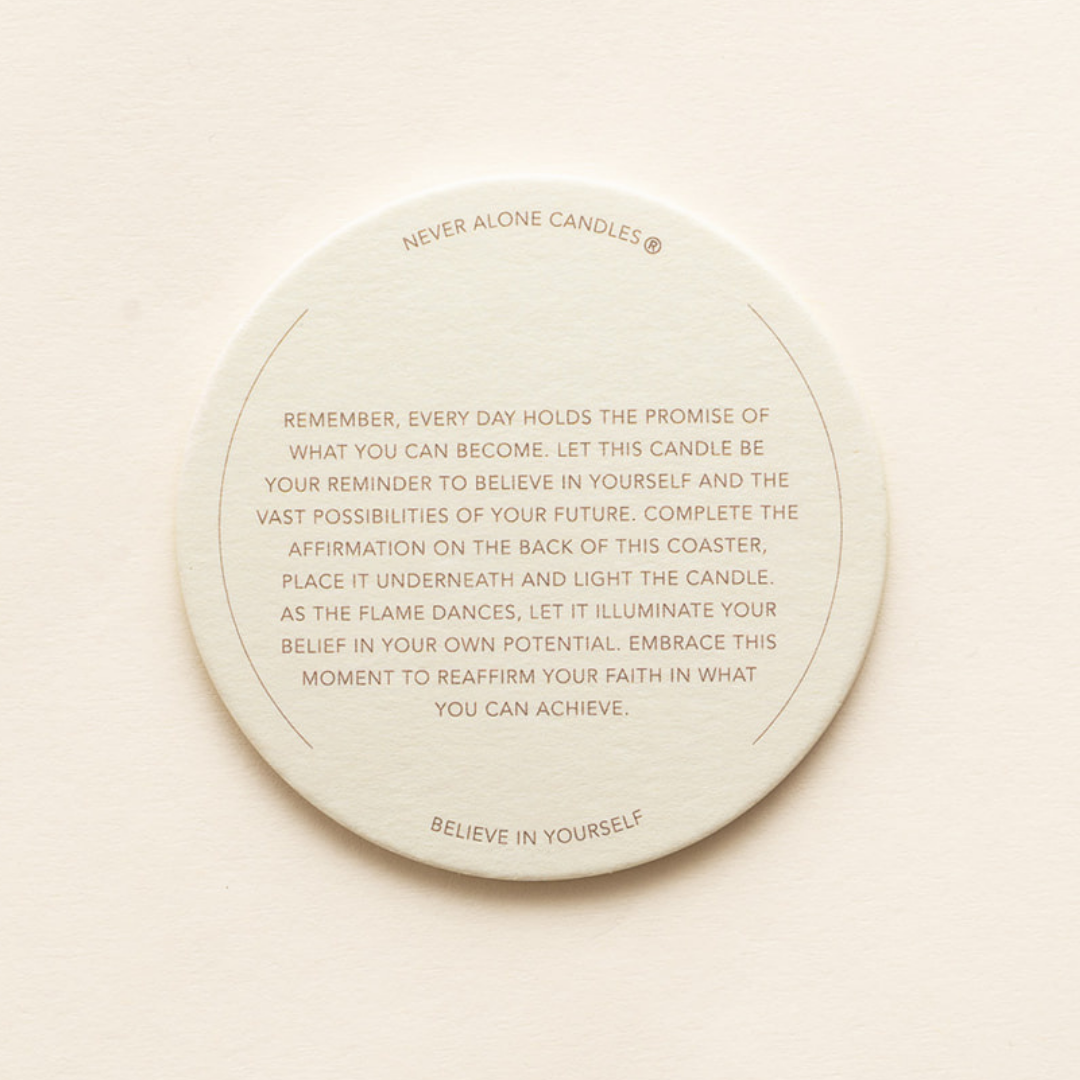 NEVER ALONE CANDLES®
REMEMBER, EVERY DAY HOLDS THE PROMISE OF
WHAT YOU CAN BECOME. LET THIS CANDLE BE
YOUR REMINDER TO BELIEVE IN YOURSELF AND THE
VAST POSSIBILITIES OF YOUR FUTURE. COMPLETE THE
AFFIRMATION ON THE BACK OF THIS COASTER,
PLACE IT UNDERNEATH AND LIGHT THE CANDLE.
AS THE FLAME DANCES, LET IT ILLUMINATE YOUR
BELIEF IN YOUR OWN POTENTIAL. EMBRACE THIS
MOMENT TO REAFFIRM YOUR FAITH IN WHAT
YOU CAN ACHIEVE.
BELIEVE IN YOURSELF